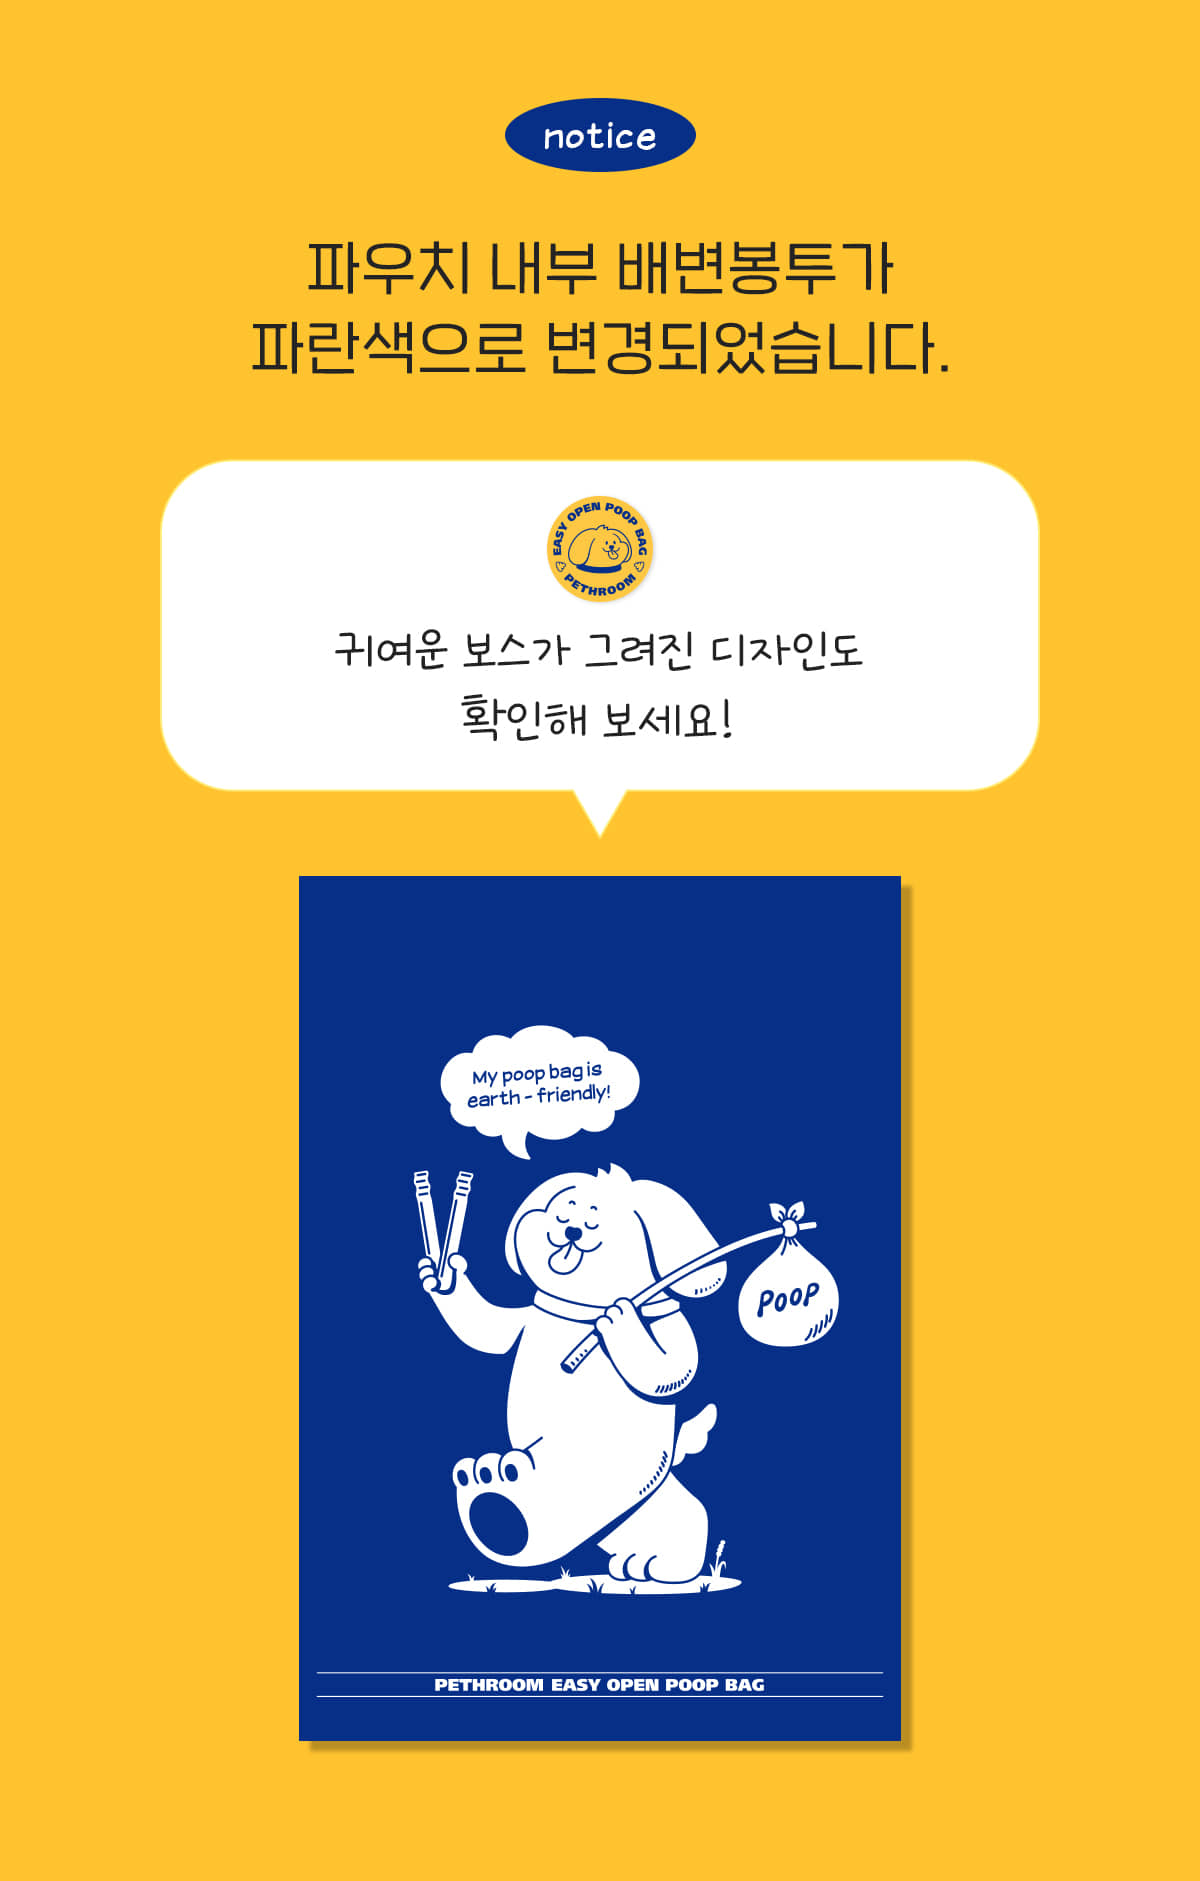 notice
파우치 내부 배변봉투가
파란색으로 변경되었습니다.
EASY OPEN POOP BAG
PETHROOM
귀여운 보스가 그려진 디자인도
확인해 보세요!
My poop bag is
earth - friendly!
POOP
PETHROOM EASY OPEN POOP BAG